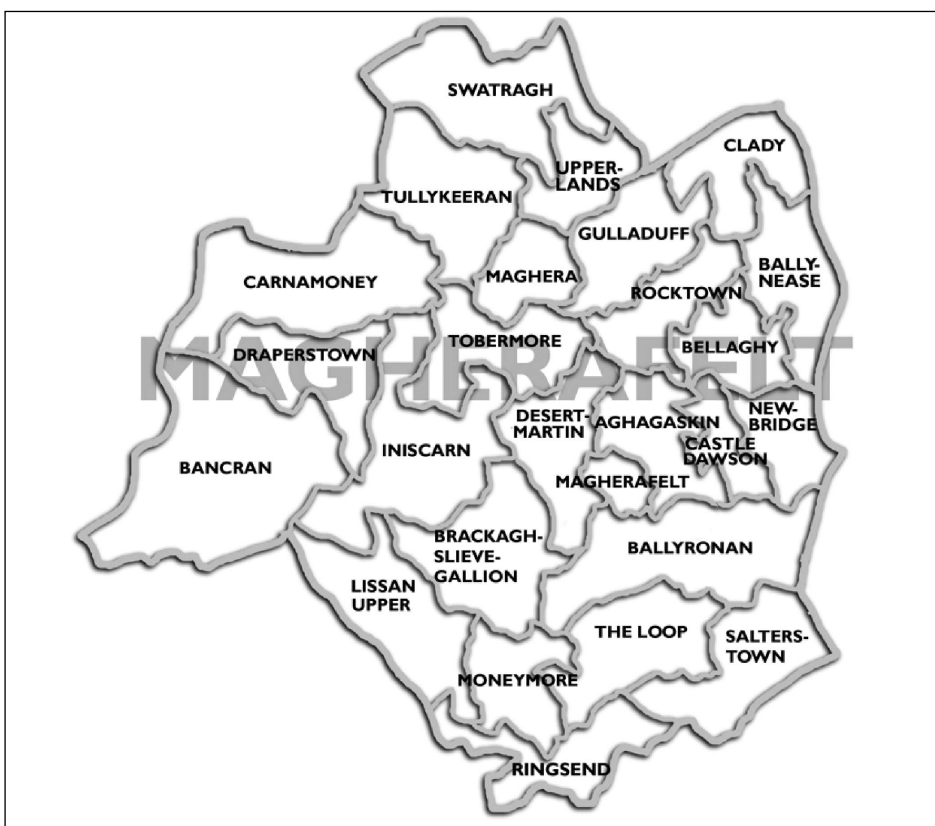 SWATRAGH
CLADY
UPPER-
LANDS
TULLYKEERAN
GULLADUFF
MAGHERA
BALLY-
NEASE
CARNAMONEY
ROCKTOWN
TOBERMORE
BELLAGHY
DRAPERSTOWN
MAGHERAFELT
DESERT-
MARTIN
AGHAGASKIN
NEW-
BRIDGE
CASTLE
DAWSON
INISCARN
BANCRAN
MAGHERAFELT
BRACKAGH-
SLIEVE-
GALLION
BALLYRONAN
LISSAN
UPPER
THE LOOP
SALTERS-
TOWN
MONEYMORE
RINGSEND